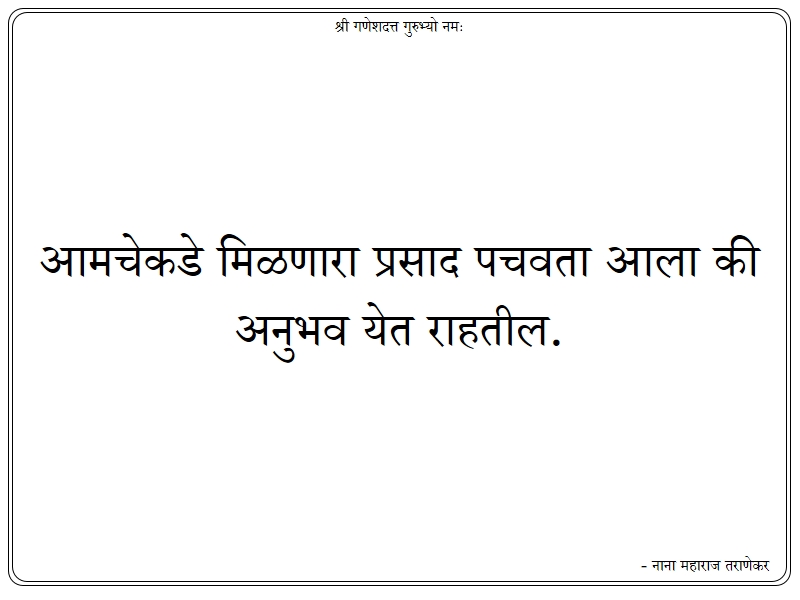 श्री गणेशदत्त गुरुभ्यो नमः
आमचेकडे मिळणारा प्रसाद पचवता आला की
अनुभव येत राहतील.
- नाना महाराज तराणेकर